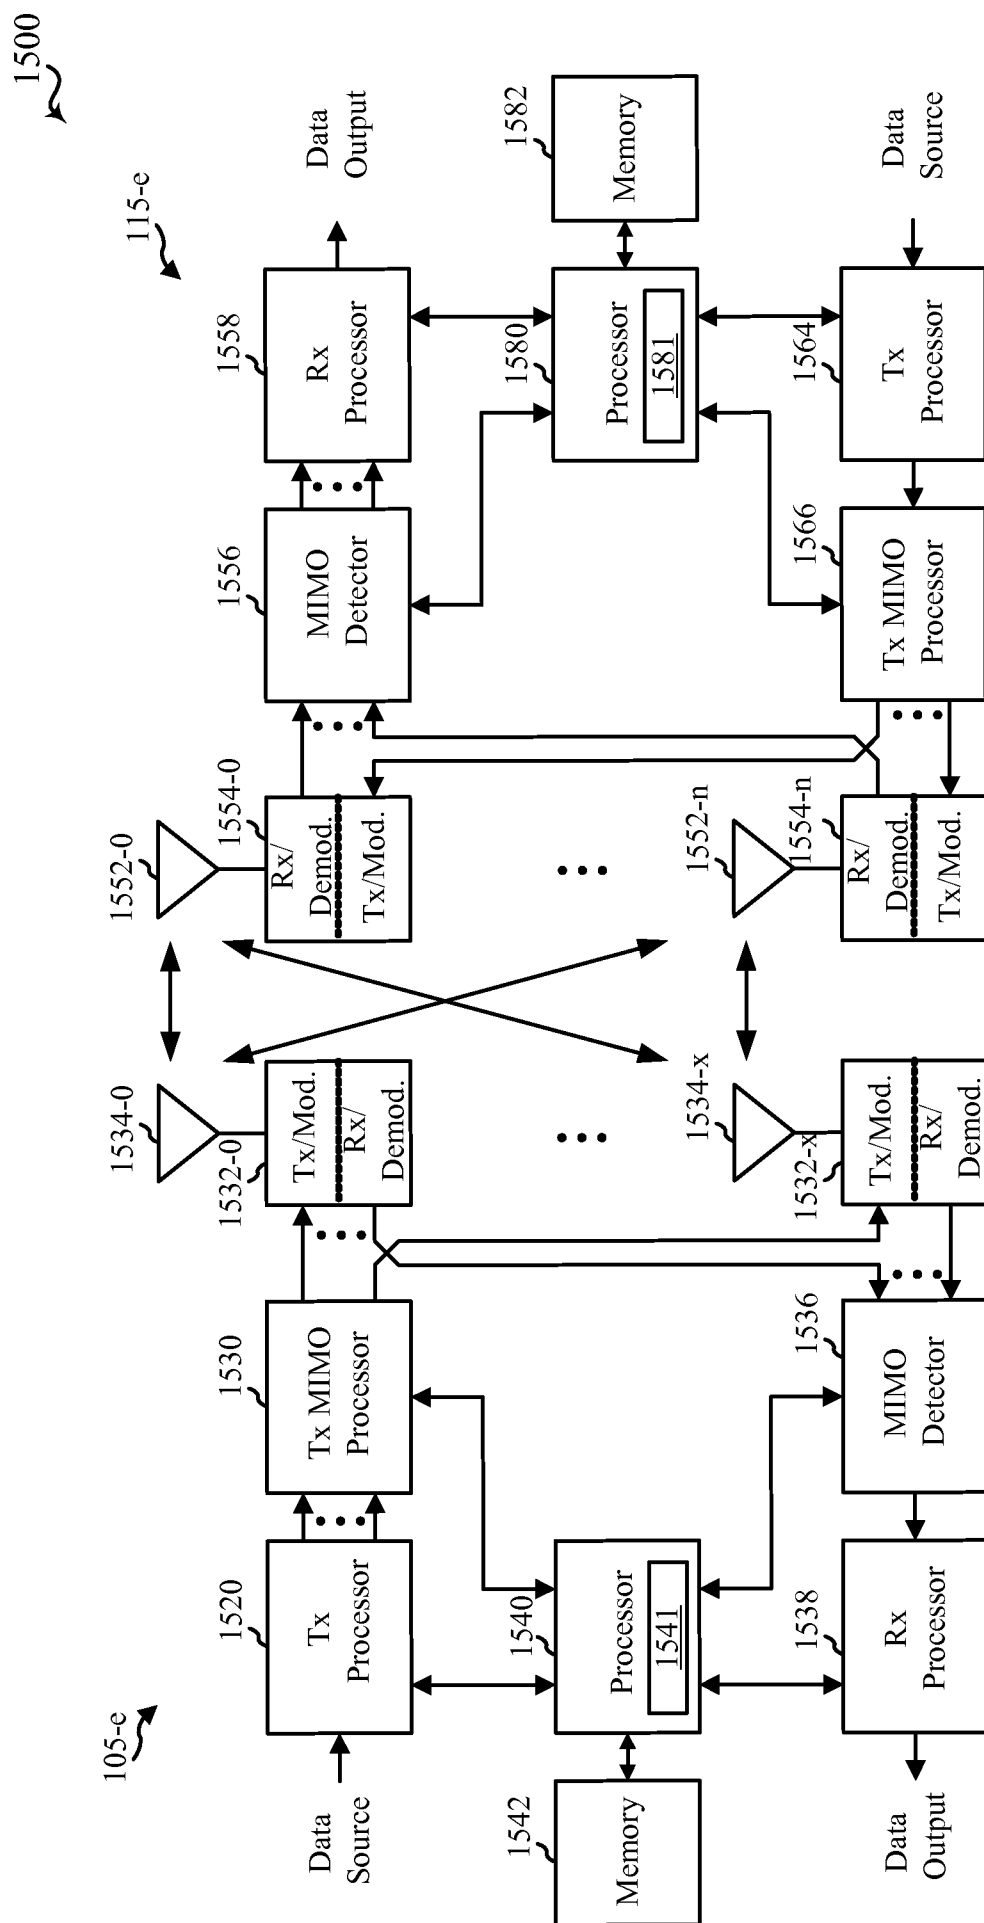 1500
105-e
115-e
Data
Source
1520
Tx
Processor
1530
Tx MIMO
Processor
1534-0
1532-0
Tx/Mod.
Rx/
Demod.
1552-0
1554-0
Rx/
Demod.
Tx/Mod.
1556
MIMO
Detector
1558
Rx
Processor
Data
Output
1542
Memory
1540
Processor
1541
1580
Processor
1581
1582
Memory
Data
Output
1538
Rx
Processor
1536
MIMO
Detector
1534-x
1532-x
Tx/Mod.
Rx/
Demod.
1552-n
1554-n
Rx/
Demod.
Tx/Mod.
1566
Tx MIMO
Processor
1564
Tx
Processor
Data
Source